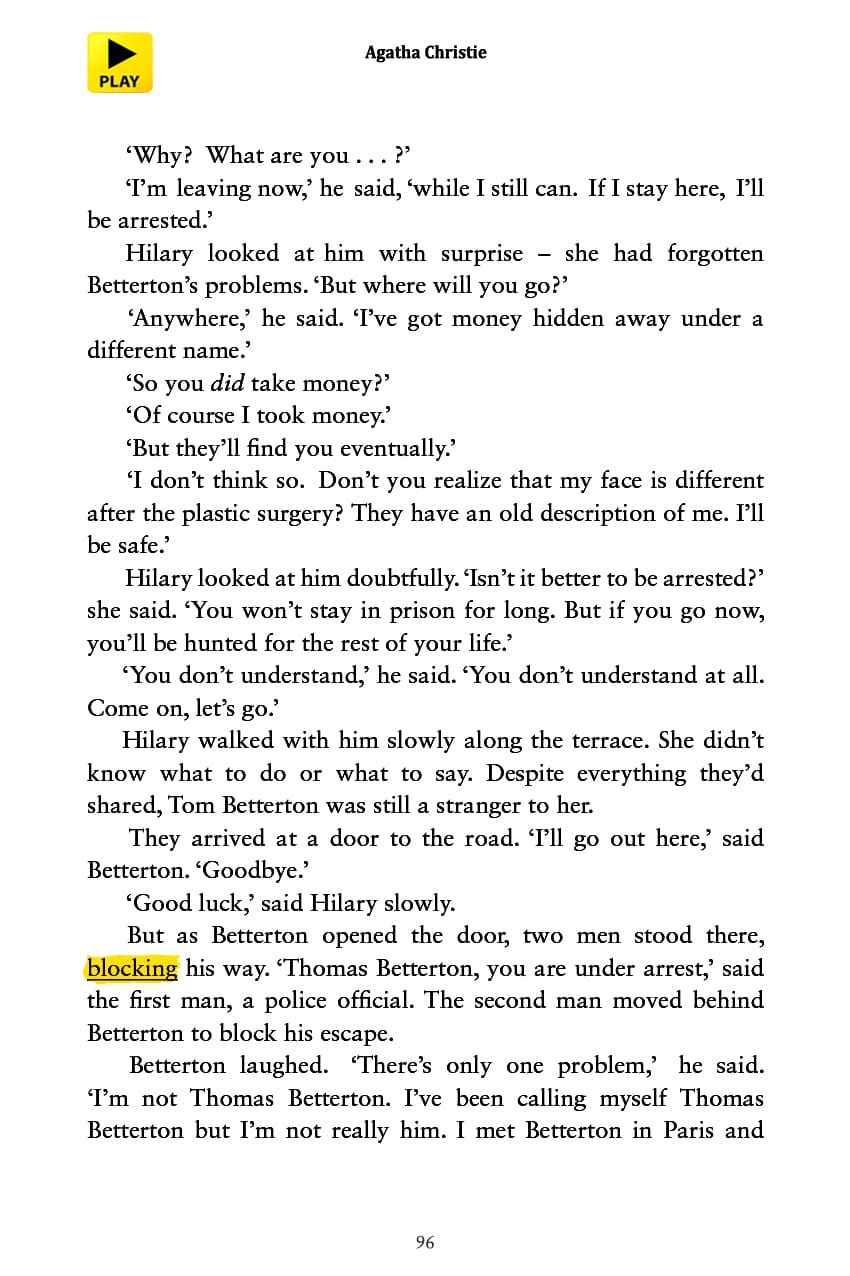 PLAY
Agatha Christie
‘Why? What are you . . . ?’
‘I’m leaving now,’ he said, ‘while I still can. If I stay here, I’ll
be arrested.’
Hilary looked at him with surprise – she had forgotten
Betterton’s problems. ‘But where will you go?’
‘Anywhere,’ he said. ‘I’ve got money hidden away under a
different name.’
‘So you did take money?’
‘Of course I took money.’
‘But they’ll find you eventually.’
‘I don’t think so. Don’t you realize that my face is different
after the plastic surgery? They have an old description of me. I’ll
be safe.’
Hilary looked at him doubtfully. ‘Isn’t it better to be arrested?’
she said. ‘You won’t stay in prison for long. But if you go now,
you’ll be hunted for the rest of your life.’
‘You don’t understand,’ he said. ‘You don’t understand at all.
Come on, let’s go.’
Hilary walked with him slowly along the terrace. She didn’t
know what to do or what to say. Despite everything they’d
shared, Tom Betterton was still a stranger to her.
They arrived at a door to the road. ‘I’ll go out here,’ said
Betterton. ‘Goodbye.’
‘Good luck,’ said Hilary slowly.
But as Betterton opened the door, two men stood there,
blocking his way. ‘Thomas Betterton, you are under arrest,’ said
the first man, a police official. The second man moved behind
Betterton to block his escape.
Betterton laughed. ‘There’s only one problem,’ he said.
‘I’m not Thomas Betterton. I’ve been calling myself Thomas
Betterton but I’m not really him. I met Betterton in Paris and
96